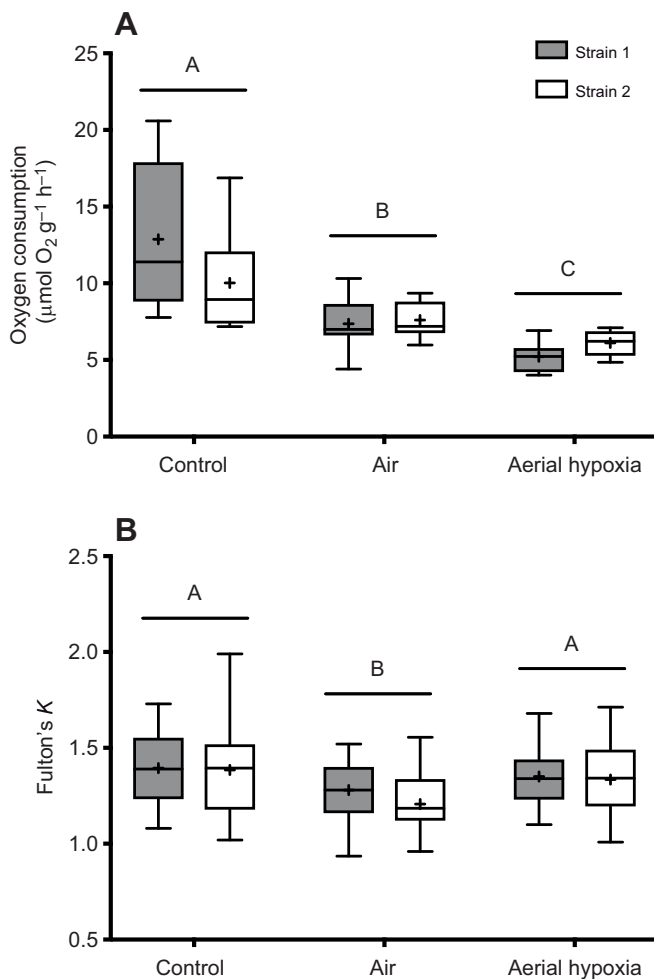 A
25
20
15
10
5
0
Oxygen consumption
(μmol O₂ g⁻¹ h⁻¹)
A
B
C
Strain 1
Strain 2
Control Air Aerial hypoxia
B
2.5
2.0
1.5
1.0
0.5
Fulton's K
A
B
A
Control Air Aerial hypoxia